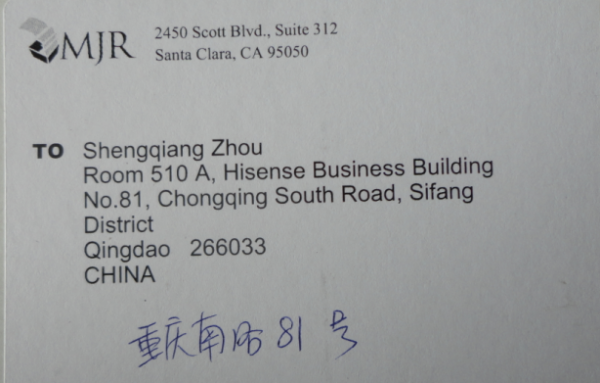 MJR
2450 Scott Blvd., Suite 312
Santa Clara, CA 95050
TO Shengqiang Zhou
Room 510 A, Hisense Business Building
No.81, Chongqing South Road, Sifang
District
Qingdao 266033
CHINA
重庆南路81号